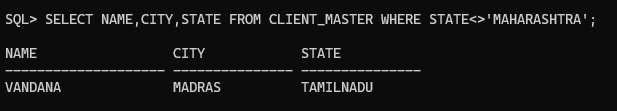 SQL> SELECT NAME,CITY,STATE FROM CLIENT_MASTER WHERE STATE<>'MAHARASHTRA';
NAME                 CITY            STATE
-------------------- --------------- ---------------
VANDANA              MADRAS          TAMILNADU